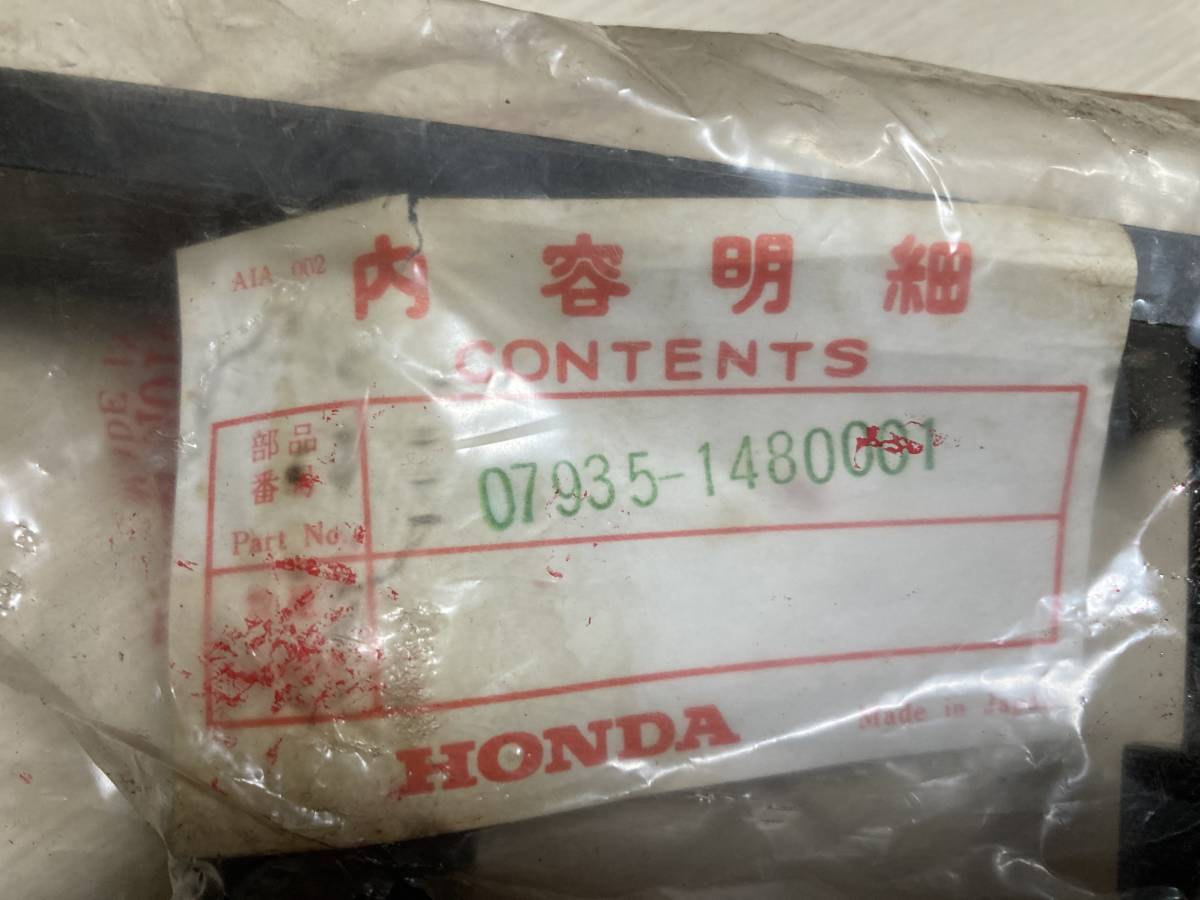 AIA 002
内容明細
CONTENTS
部品
番号
Part No.
07935-1480001
HONDA
Made in Japan